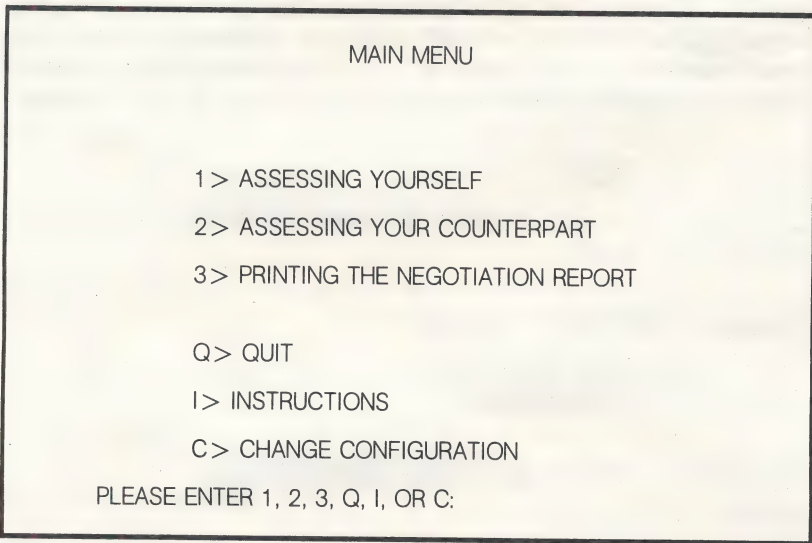 MAIN MENU
1> ASSESSING YOURSELF
2> ASSESSING YOUR COUNTERPART
3> PRINTING THE NEGOTIATION REPORT
Q> QUIT
I> INSTRUCTIONS
C> CHANGE CONFIGURATION
PLEASE ENTER 1, 2, 3, Q, I, OR C: